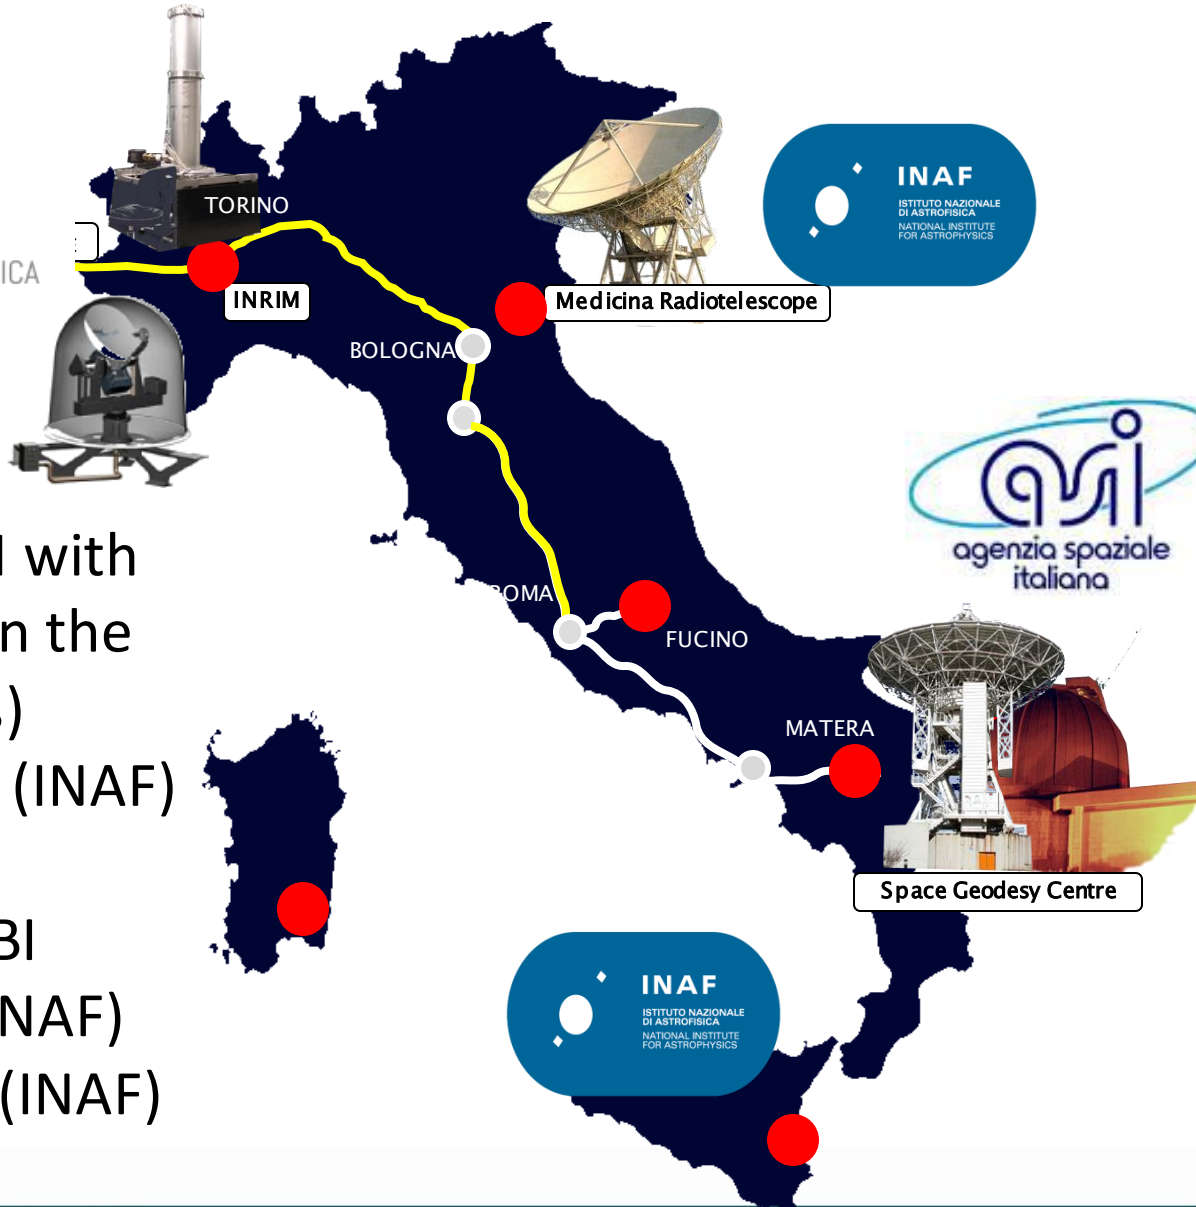 TORINO
INAF
ISTITUTO NAZIONALE
DI ASTROFISICA
NATIONAL INSTITUTE
FOR ASTROPHYSICS
ICA
INRIM
Medicina Radiotelescope
BOLOGNA
asi
agenzia spaziale
italiana
with
n the
)
(INAF)
BI
NAF)
(INAF)
ROMA
FUCINO
MATERA
Space Geodesy Centre
INAF
ISTITUTO NAZIONALE
DI ASTROFISICA
NATIONAL INSTITUTE
FOR ASTROPHYSICS